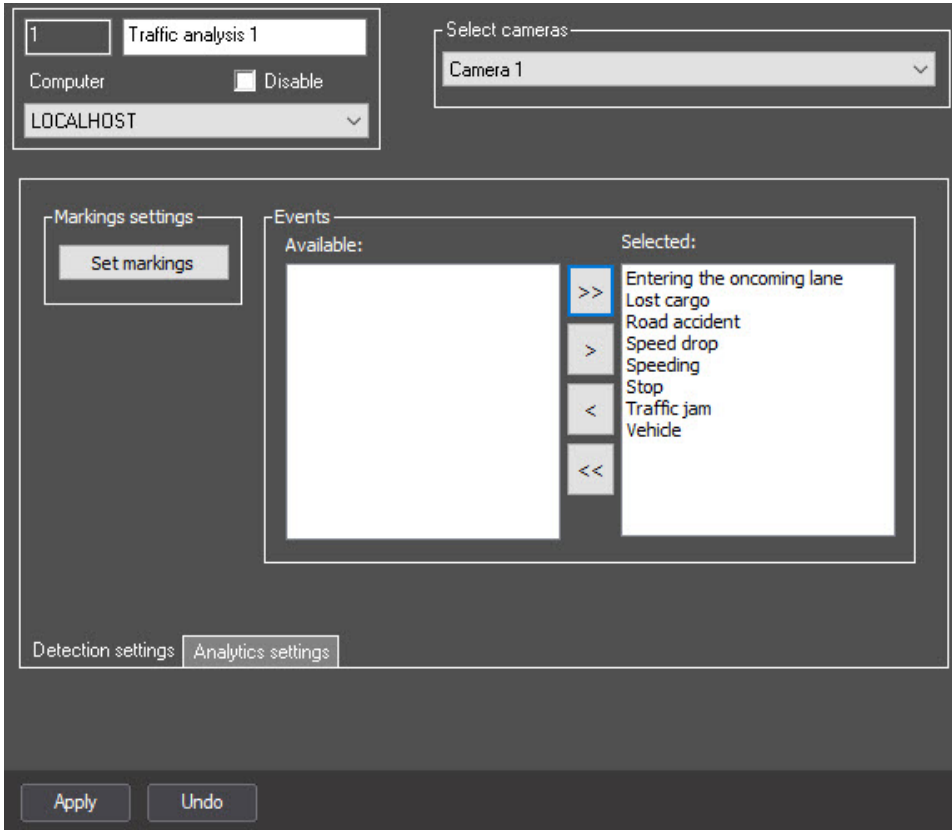 1
Traffic analysis 1
Select cameras
Computer
Disable
Camera 1
LOCALHOST
Markings settings
Set markings
Events
Available:
Selected:
>>
>
<
<<
Entering the oncoming lane
Lost cargo
Road accident
Speed drop
Speeding
Stop
Traffic jam
Vehicle
Detection settings
Analytics settings
Apply
Undo